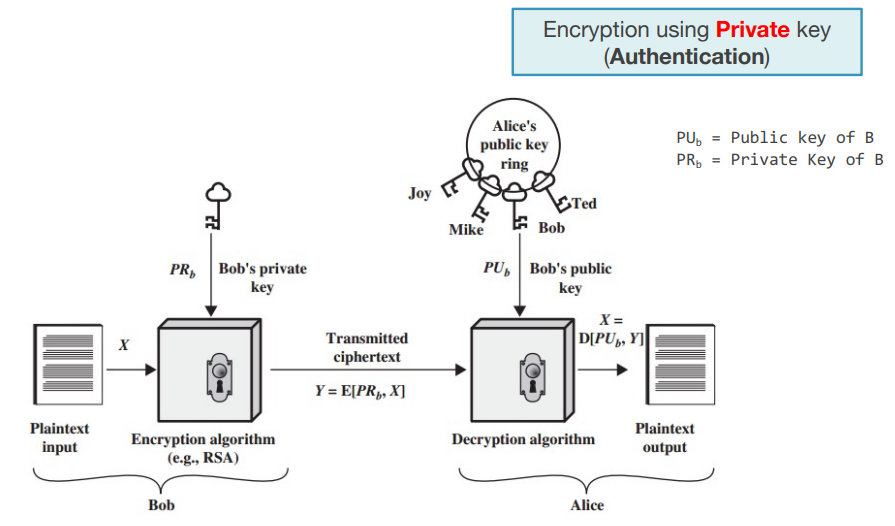 Encryption using Private key
(Authentication)
Alice's
public key
ring
PUb = Public key of B
PRb = Private Key of B
Joy
Mike
Bob
Ted
PRb
Bob's private
key
PUb
Bob's public
key
X
Transmitted
ciphertext
Y = E[PRb, X]
X =
D[PUb, Y]
Plaintext
input
Encryption algorithm
(e.g., RSA)
Decryption algorithm
Plaintext
output
Bob
Alice